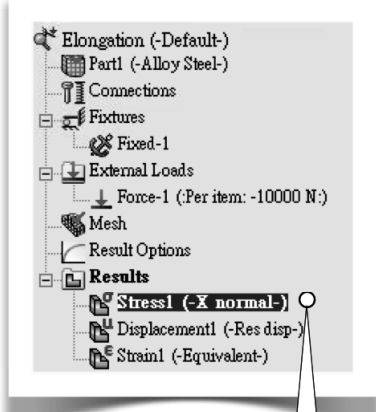 Elongation (-Default-)
Part1 (-Alloy Steel-)
Connections
Fixtures
Fixed-1
External Loads
Force-1 (:Per item: -10000 N:)
Mesh
Result Options
Results
Stress1 (-X normal-)
Displacement1 (-Res disp-)
Strain1 (-Equivalent-)